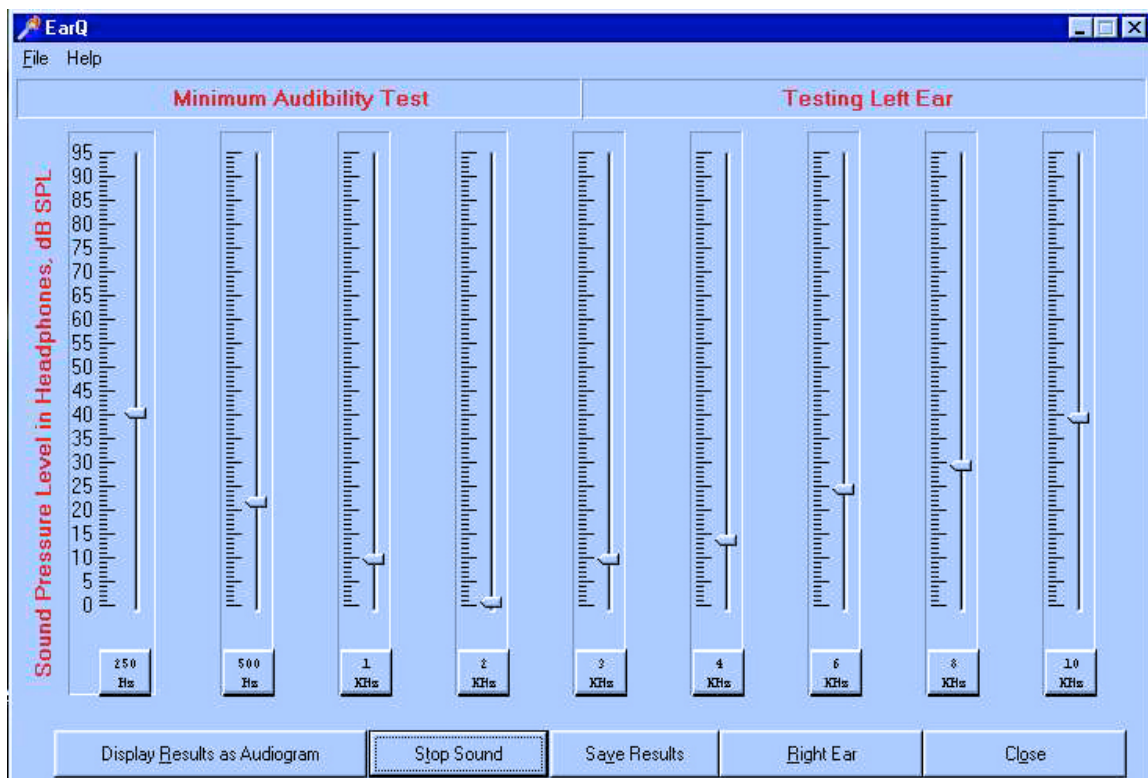 EarQ
File Help
Minimum Audibility Test
Testing Left Ear
Sound Pressure Level in Headphones, dB SPL
95
90
85
80
75
70
65
60
55
50
45
40
35
30
25
20
15
10
5
0
250
Hz
500
Hz
1
KHz
2
KHz
3
KHz
4
KHz
6
KHz
8
KHz
10
KHz
Display Results as Audiogram
Stop Sound
Save Results
Right Ear
Close